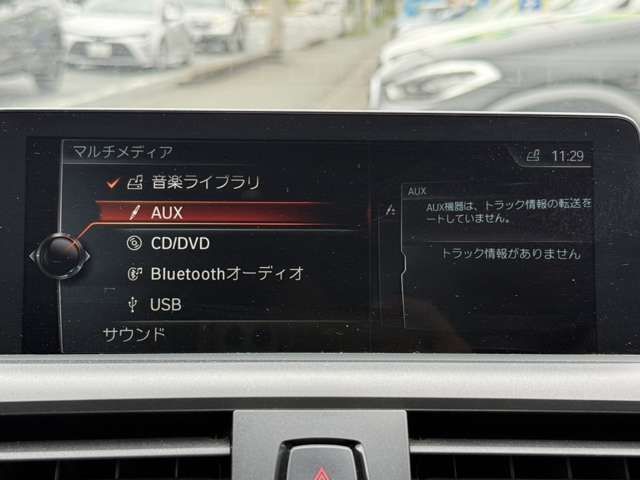 マルチメディア
11:29
音楽ライブラリ
AUX
CD/DVD
Bluetoothオーディオ
USB
サウンド
AUX
AUX機器は、トラック情報の転送を
ートしていません。
トラック情報がありません